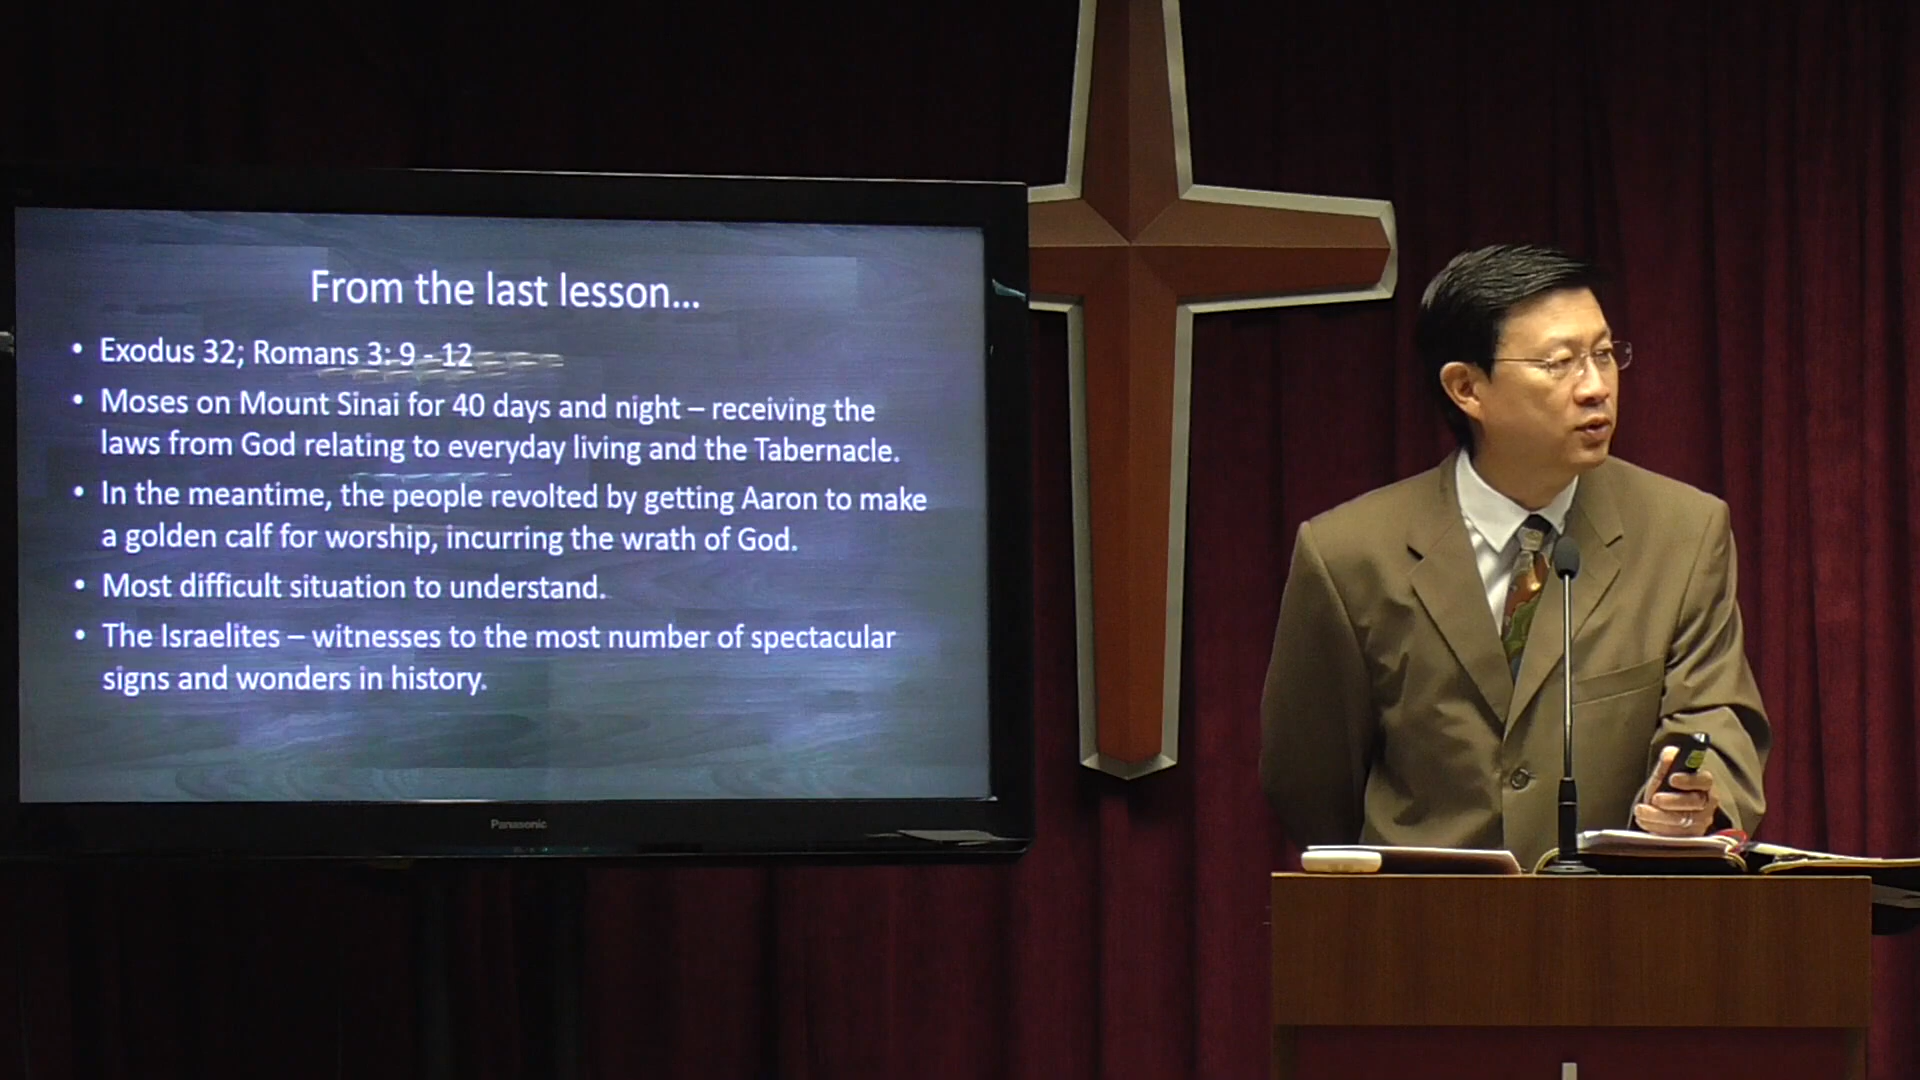 From the last lesson...
• Exodus 32; Romans 3: 9 - 12
• Moses on Mount Sinai for 40 days and night – receiving the
laws from God relating to everyday living and the Tabernacle.
• In the meantime, the people revolted by getting Aaron to make
a golden calf for worship, incurring the wrath of God.
• Most difficult situation to understand.
• The Israelites – witnesses to the most number of spectacular
signs and wonders in history.
Panasonic